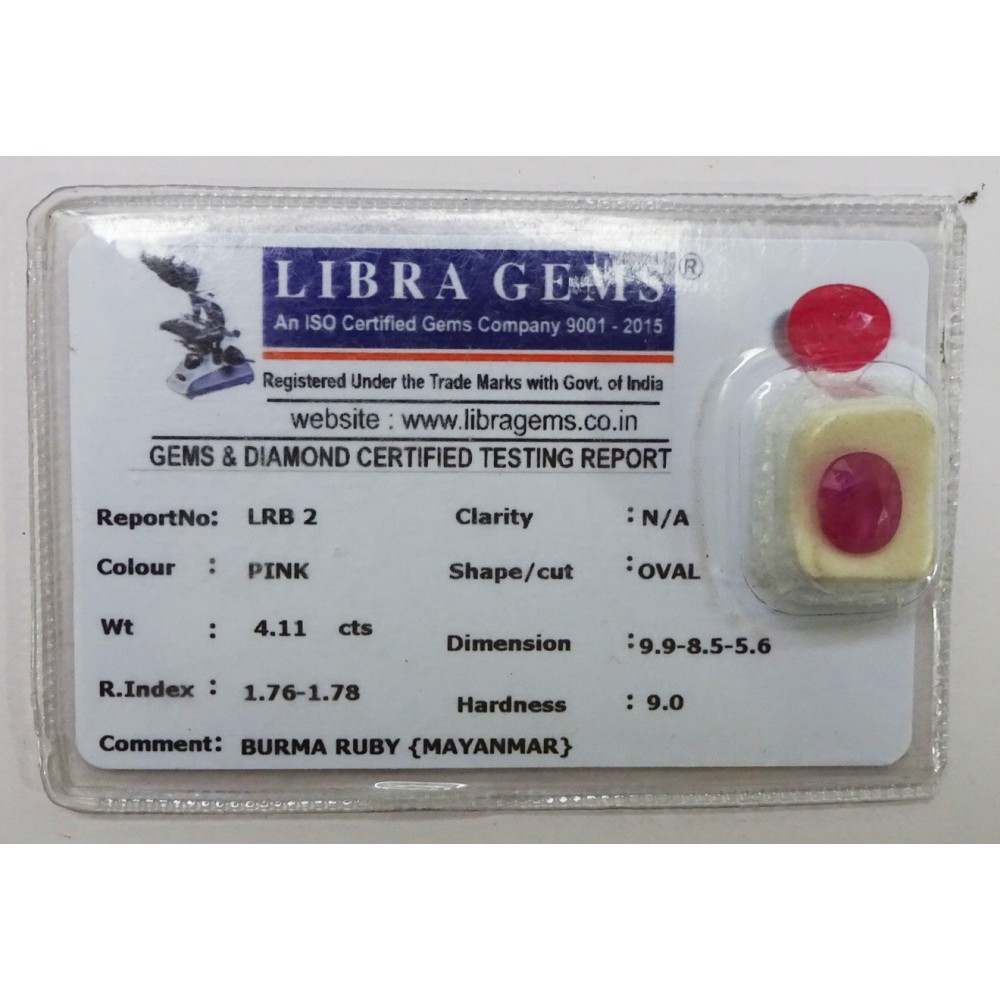 LIBRA GEMS ®
An ISO Certified Gems Company 9001 - 2015
Registered Under the Trade Marks with Govt. of India
website : www.libragems.co.in
GEMS & DIAMOND CERTIFIED TESTING REPORT
ReportNo: LRB 2 Clarity : N/A
Colour : PINK Shape/cut : OVAL
Wt : 4.11 cts Dimension : 9.9-8.5-5.6
R.Index : 1.76-1.78 Hardness : 9.0
Comment: BURMA RUBY {MAYANMAR}